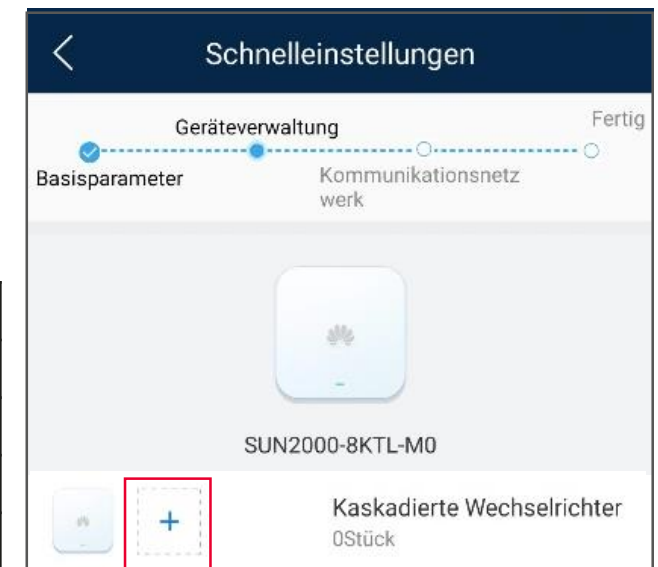 Schnelleinstellungen
Geräteverwaltung
Fertig
Basisparameter
Kommunikationsnetz
werk
SUN2000-8KTL-M0
+
Kaskadierte Wechselrichter
0Stück